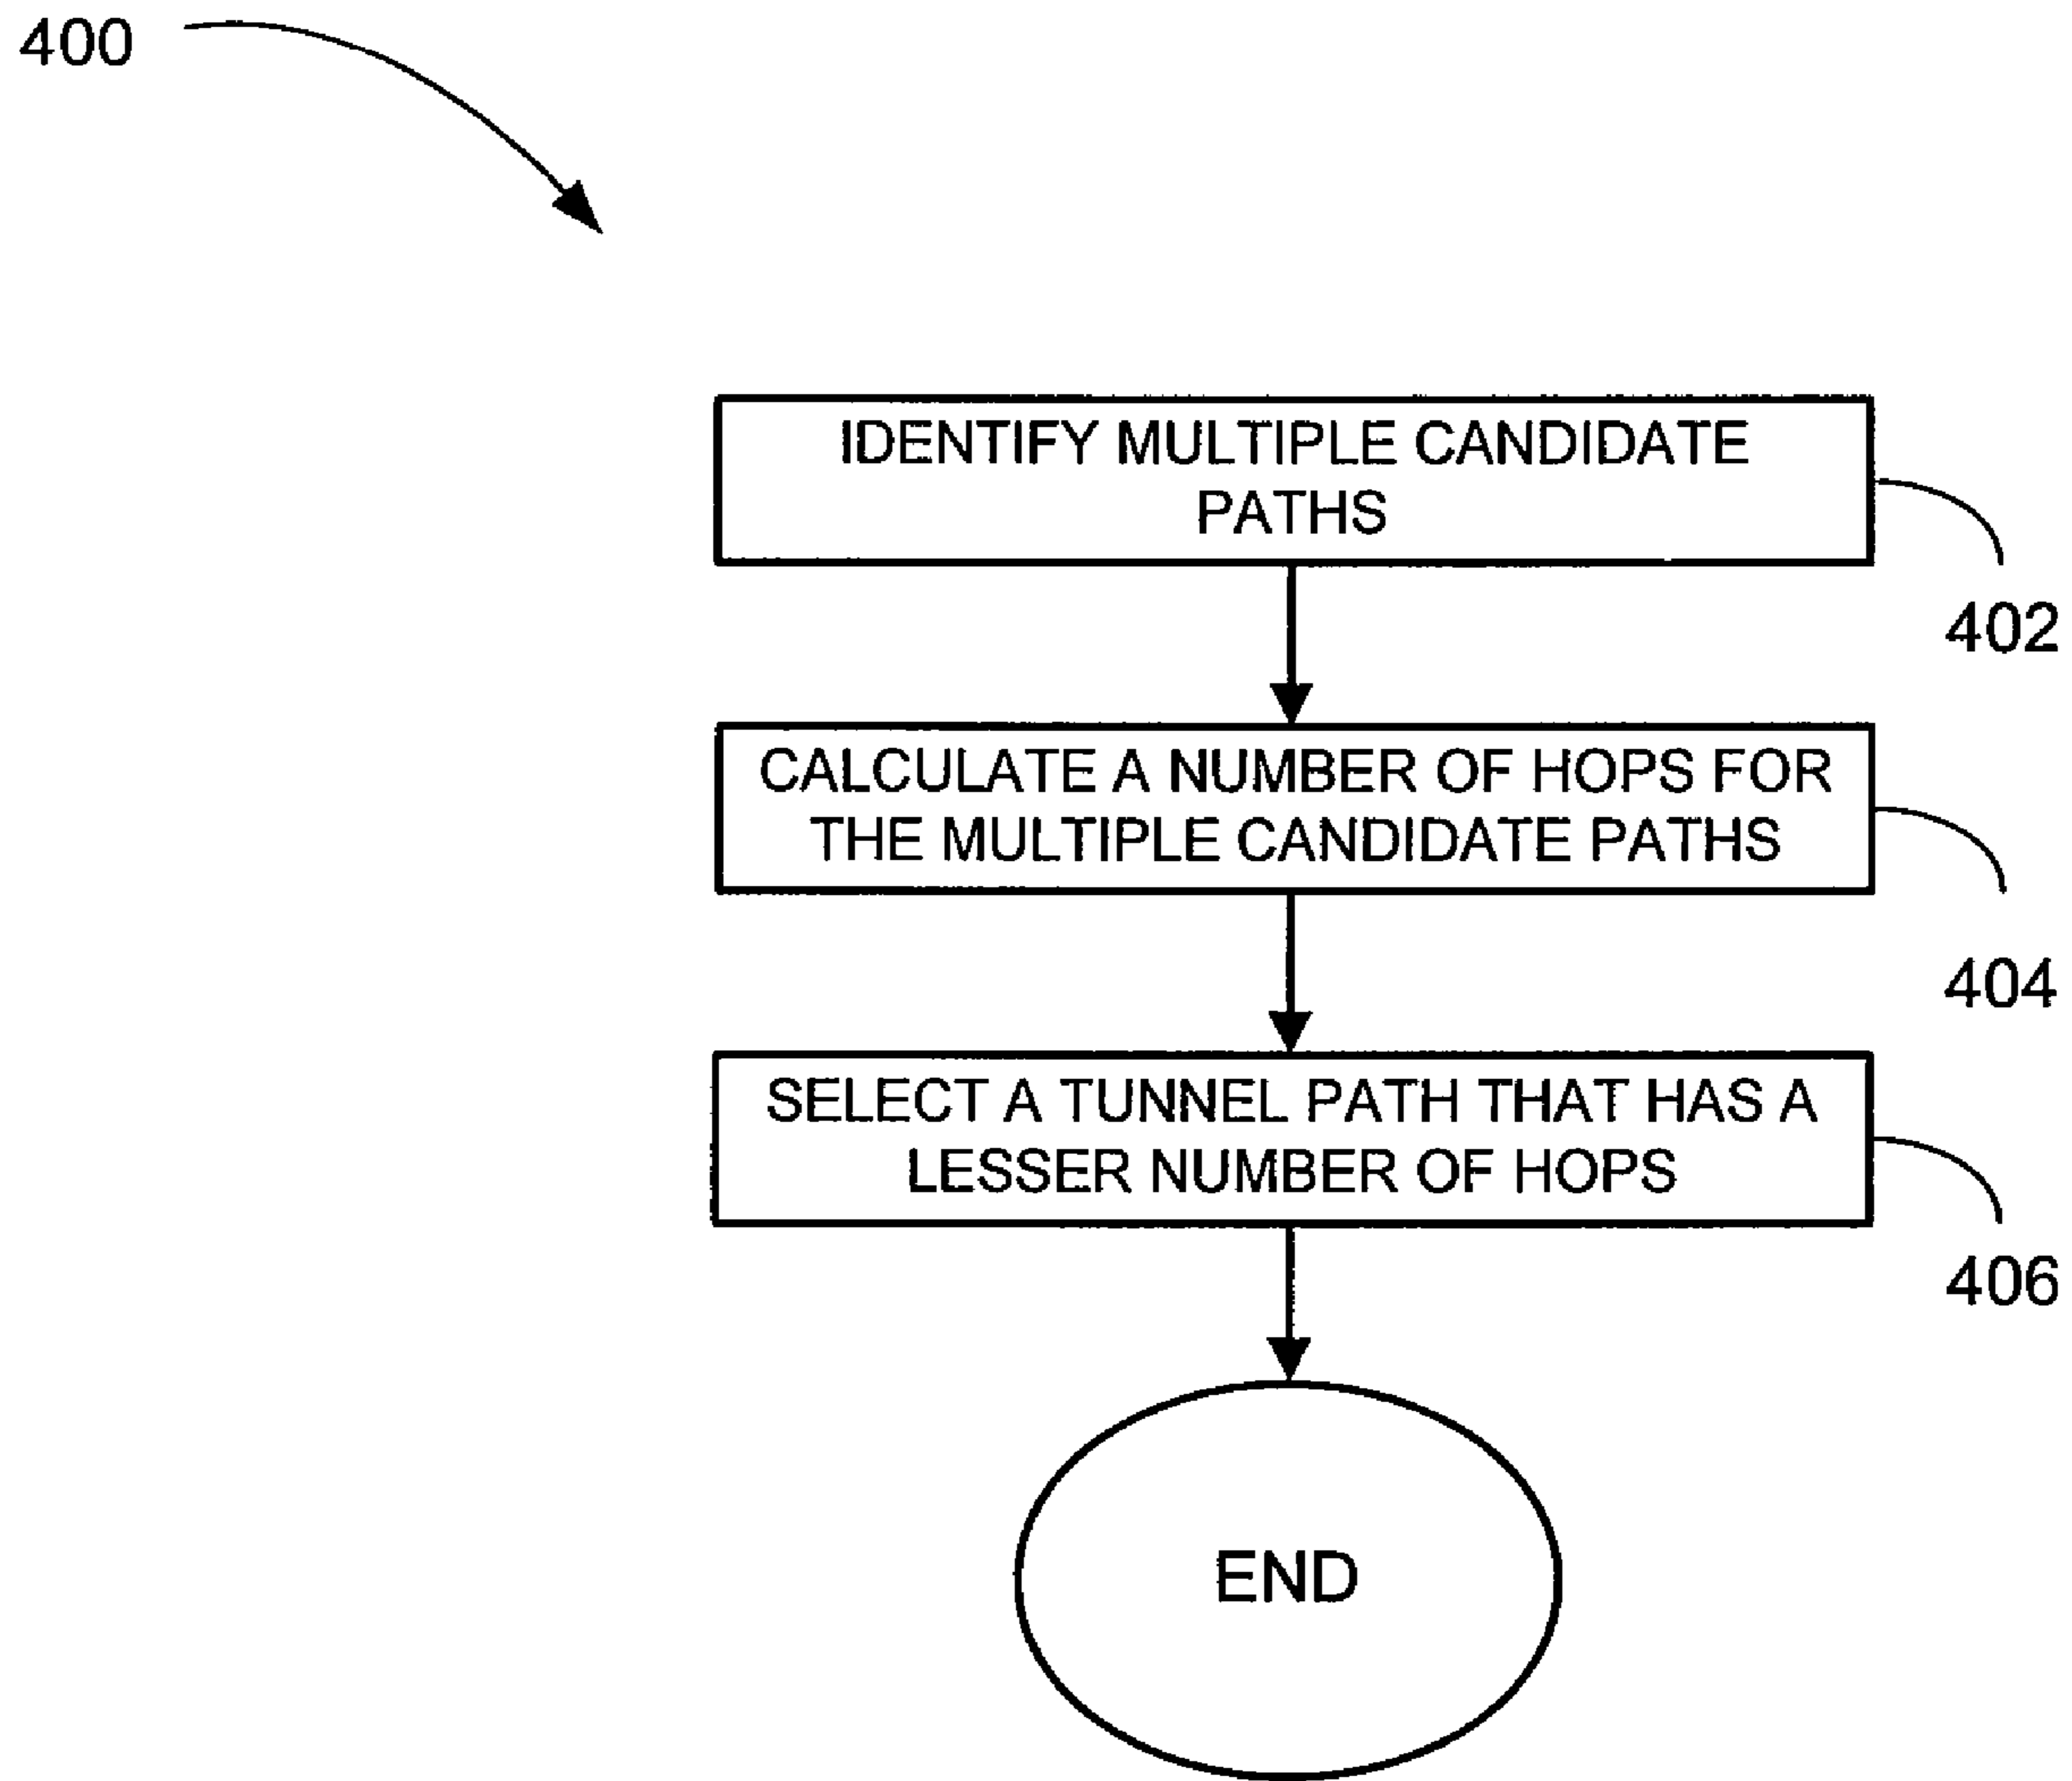 400
IDENTIFY MULTIPLE CANDIDATE
PATHS
402
CALCULATE A NUMBER OF HOPS FOR
THE MULTIPLE CANDIDATE PATHS
404
SELECT A TUNNEL PATH THAT HAS A
LESSER NUMBER OF HOPS
406
END